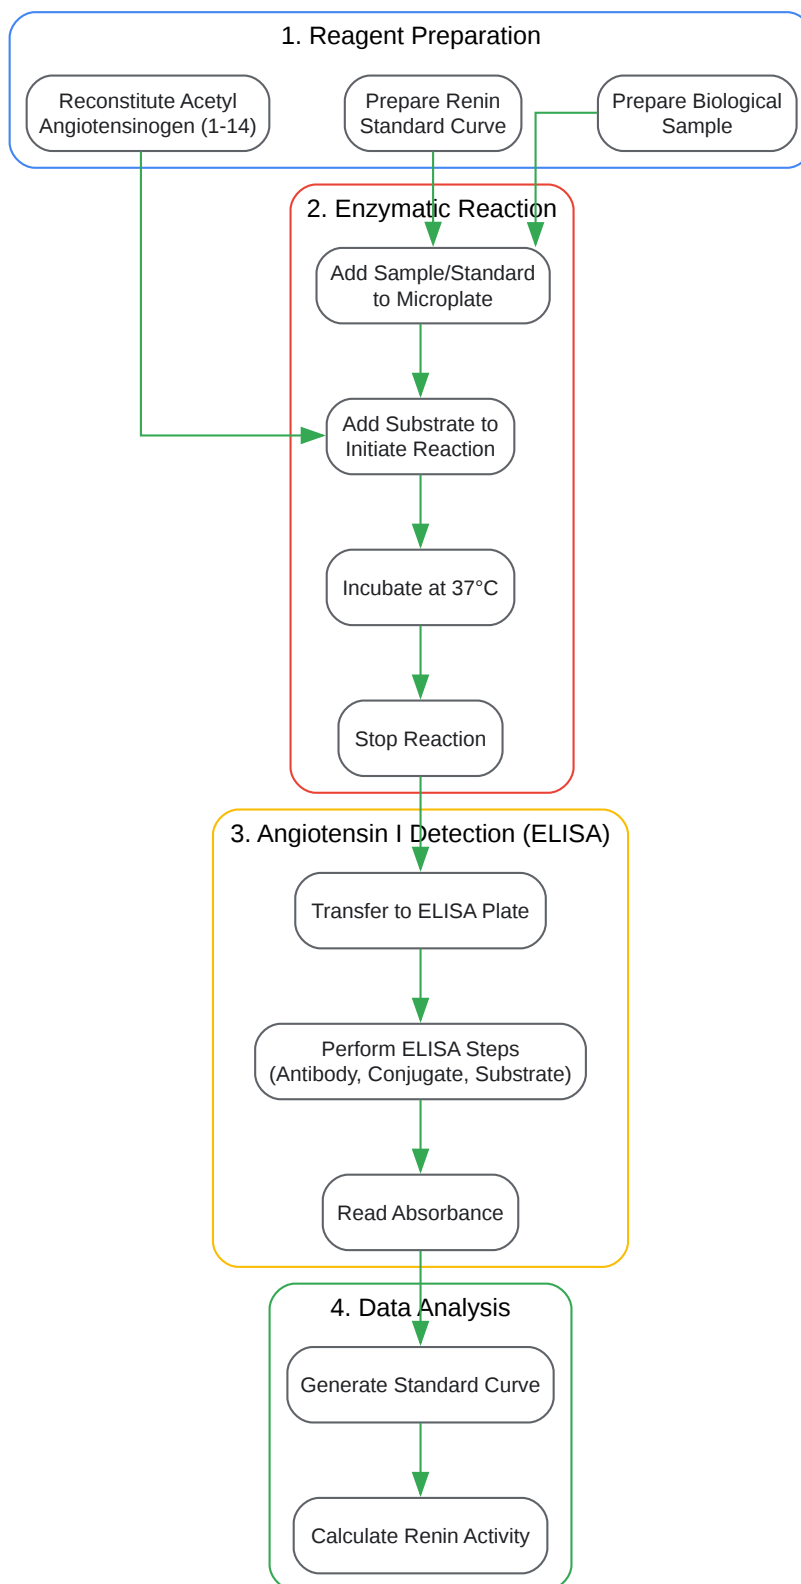 1. Reagent Preparation
Reconstitute Acetyl
Angiotensinogen (1-14)
Prepare Renin
Standard Curve
Prepare Biological
Sample
2. Enzymatic Reaction
Add Sample/Standard
to Microplate
Add Substrate to
Initiate Reaction
Incubate at 37°C
Stop Reaction
3. Angiotensin I Detection (ELISA)
Transfer to ELISA Plate
Perform ELISA Steps
(Antibody, Conjugate, Substrate)
Read Absorbance
4. Data Analysis
Generate Standard Curve
Calculate Renin Activity